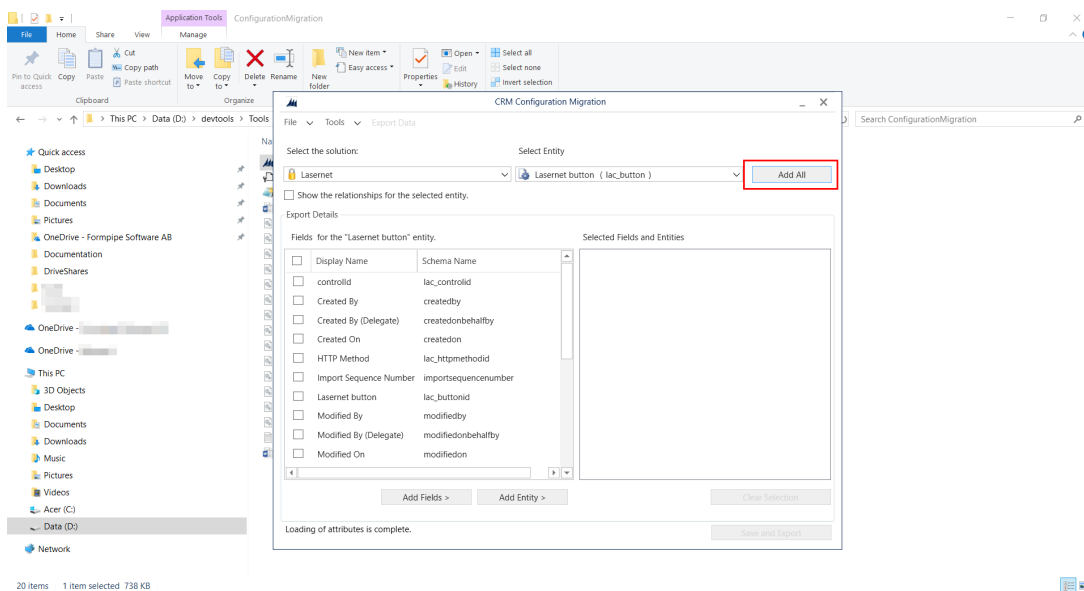 Application Tools
ConfigurationMigration
File
Home
Share
View
Manage
Pin to Quick access
Copy
Paste
Cut
Copy path
Paste shortcut
Clipboard
Move to
Copy to
Delete
Rename
Organize
New folder
New item
Easy access
Properties
Open
Edit
History
Select all
Select none
Invert selection
This PC > Data (D:) > devtools > Tools
Search ConfigurationMigration
Quick access
Desktop
Downloads
Documents
Pictures
OneDrive - Formpipe Software AB
Documentation
DriveShares
OneDrive -
OneDrive -
This PC
3D Objects
Desktop
Documents
Downloads
Music
Pictures
Videos
Acer (C:)
Data (D:)
Network
20 items
1 item selected 738 KB
Na
CRM Configuration Migration
File
Tools
Export Data
Select the solution:
Select Entity
Lasernet
Lasernet button ( lac_button )
Add All
Show the relationships for the selected entity.
Export Details
Fields for the "Lasernet button" entity.
Selected Fields and Entities
Display Name Schema Name
controlId lac_controlid
Created By createdby
Created By (Delegate) createdonbehalfby
Created On createdon
HTTP Method lac_httpmethodid
Import Sequence Number importsequencenumber
Lasernet button lac_buttonid
Modified By modifiedby
Modified By (Delegate) modifiedonbehalfby
Modified On modifiedon
Add Fields >
Add Entity >
Clear Selection
Loading of attributes is complete.
Save and Export